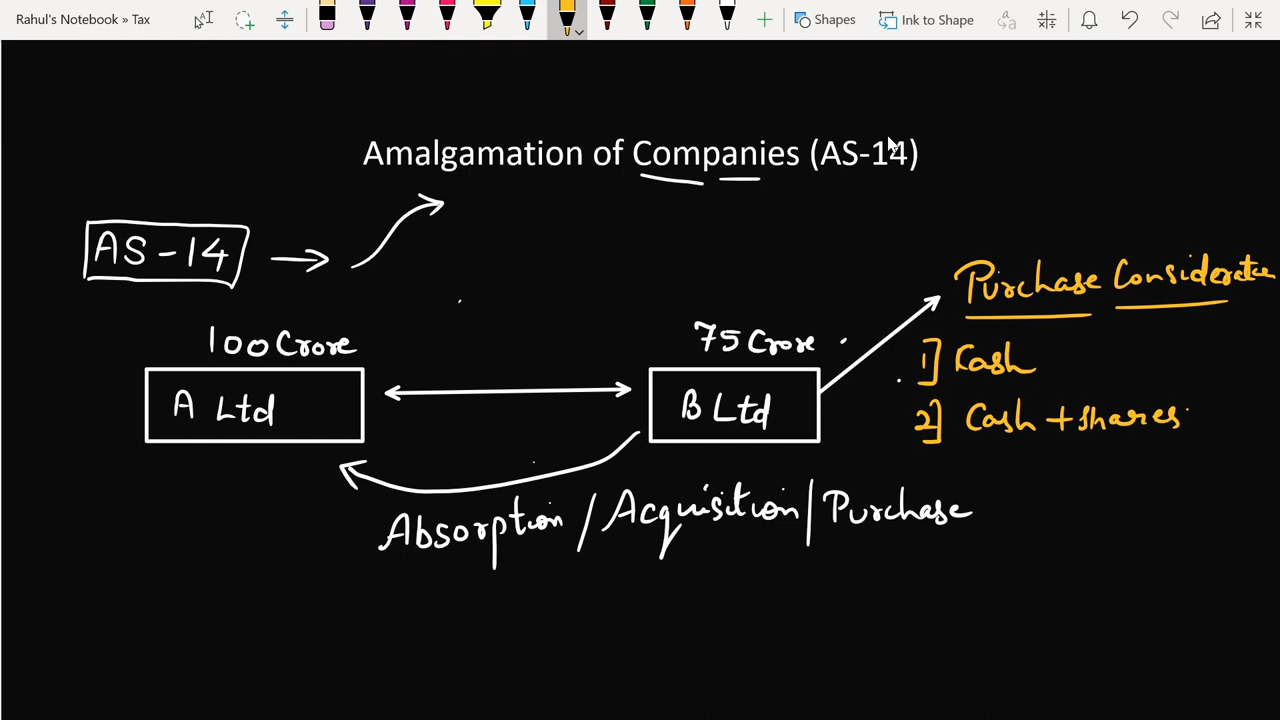 Rahul's Notebook » Tax
Shapes
Ink to Shape
Amalgamation of Companies (AS-14)
AS-14
Purchase Consideration
100 Crore
75 Crore
1] Cash
A Ltd
B Ltd
2] Cash + shares
Absorption / Acquisition / Purchase